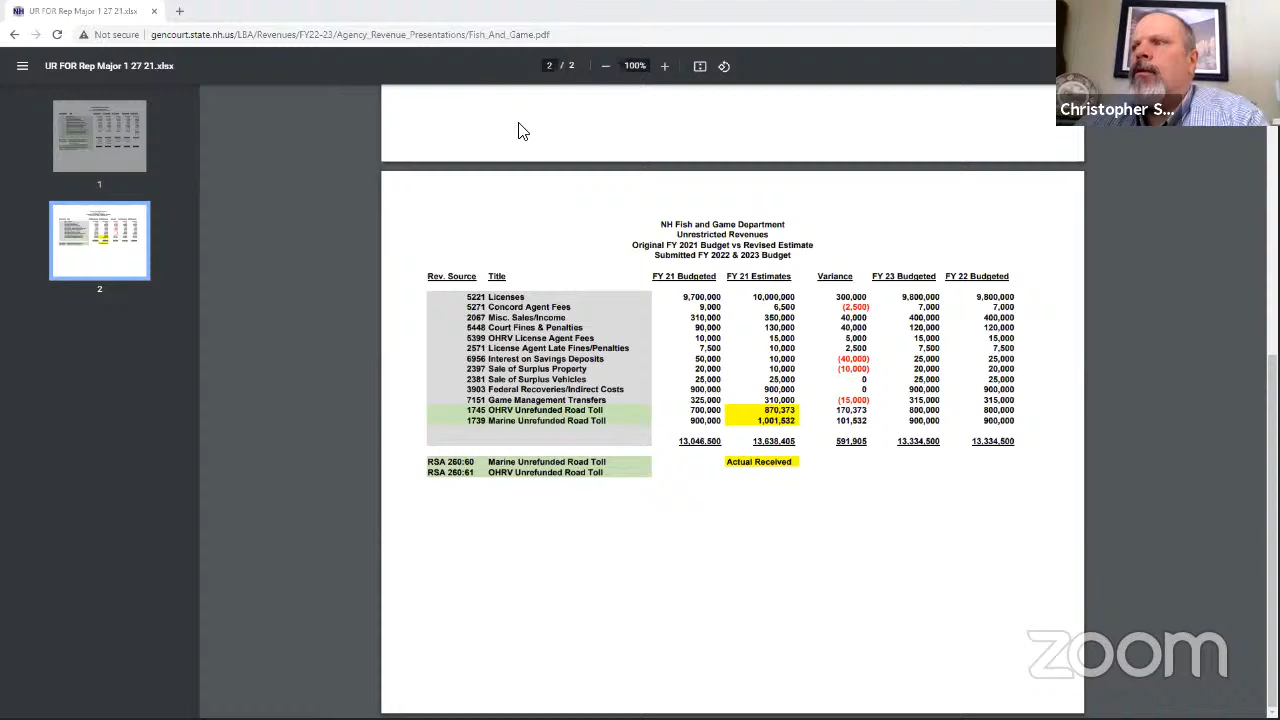 UR FOR Rep Major 1 27 21.xlsx
Not secure | gencourt.state.nh.us/LBA/Revenues/FY22-23/Agency_Revenue_Presentations/Fish_And_Game.pdf
UR FOR Rep Major 1 27 21.xlsx
2 / 2
100%
Christopher S...
1
2
NH Fish and Game Department
Unrestricted Revenues
Original FY 2021 Budget vs Revised Estimate
Submitted FY 2022 & 2023 Budget
Rev. Source Title FY 21 Budgeted FY 21 Estimates Variance FY 23 Budgeted FY 22 Budgeted
5221 Licenses 9,700,000 10,000,000 300,000 9,800,000 9,800,000
5271 Concord Agent Fees 9,000 6,500 (2,500) 7,000 7,000
2067 Misc. Sales/Income 310,000 350,000 40,000 400,000 400,000
5448 Court Fines & Penalties 90,000 130,000 40,000 120,000 120,000
5399 OHRV License Agent Fees 10,000 15,000 5,000 15,000 15,000
2571 License Agent Late Fines/Penalties 7,500 10,000 2,500 7,500 7,500
6956 Interest on Savings Deposits 50,000 10,000 (40,000) 25,000 25,000
2397 Sale of Surplus Property 20,000 10,000 (10,000) 20,000 20,000
2381 Sale of Surplus Vehicles 25,000 25,000 0 25,000 25,000
3903 Federal Recoveries/Indirect Costs 900,000 900,000 0 900,000 900,000
7151 Game Management Transfers 325,000 310,000 (15,000) 315,000 315,000
1745 OHRV Unrefunded Road Toll 700,000 870,373 170,373 800,000 800,000
1739 Marine Unrefunded Road Toll 900,000 1,001,532 101,532 900,000 900,000
13,046,500 13,638,405 591,905 13,334,500 13,334,500
RSA 260:60 Marine Unrefunded Road Toll Actual Received
RSA 260:61 OHRV Unrefunded Road Toll
zoom